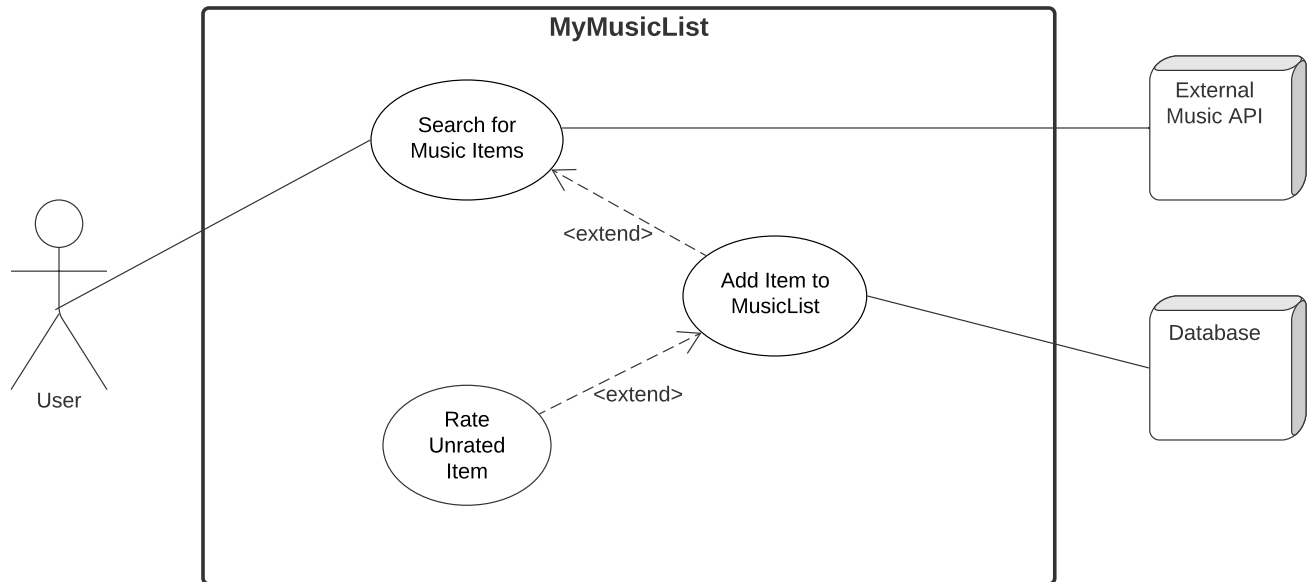 MyMusicList
Search for
Music Items
External
Music API
<extend>
Add Item to
MusicList
Database
<extend>
User
Rate
Unrated
Item